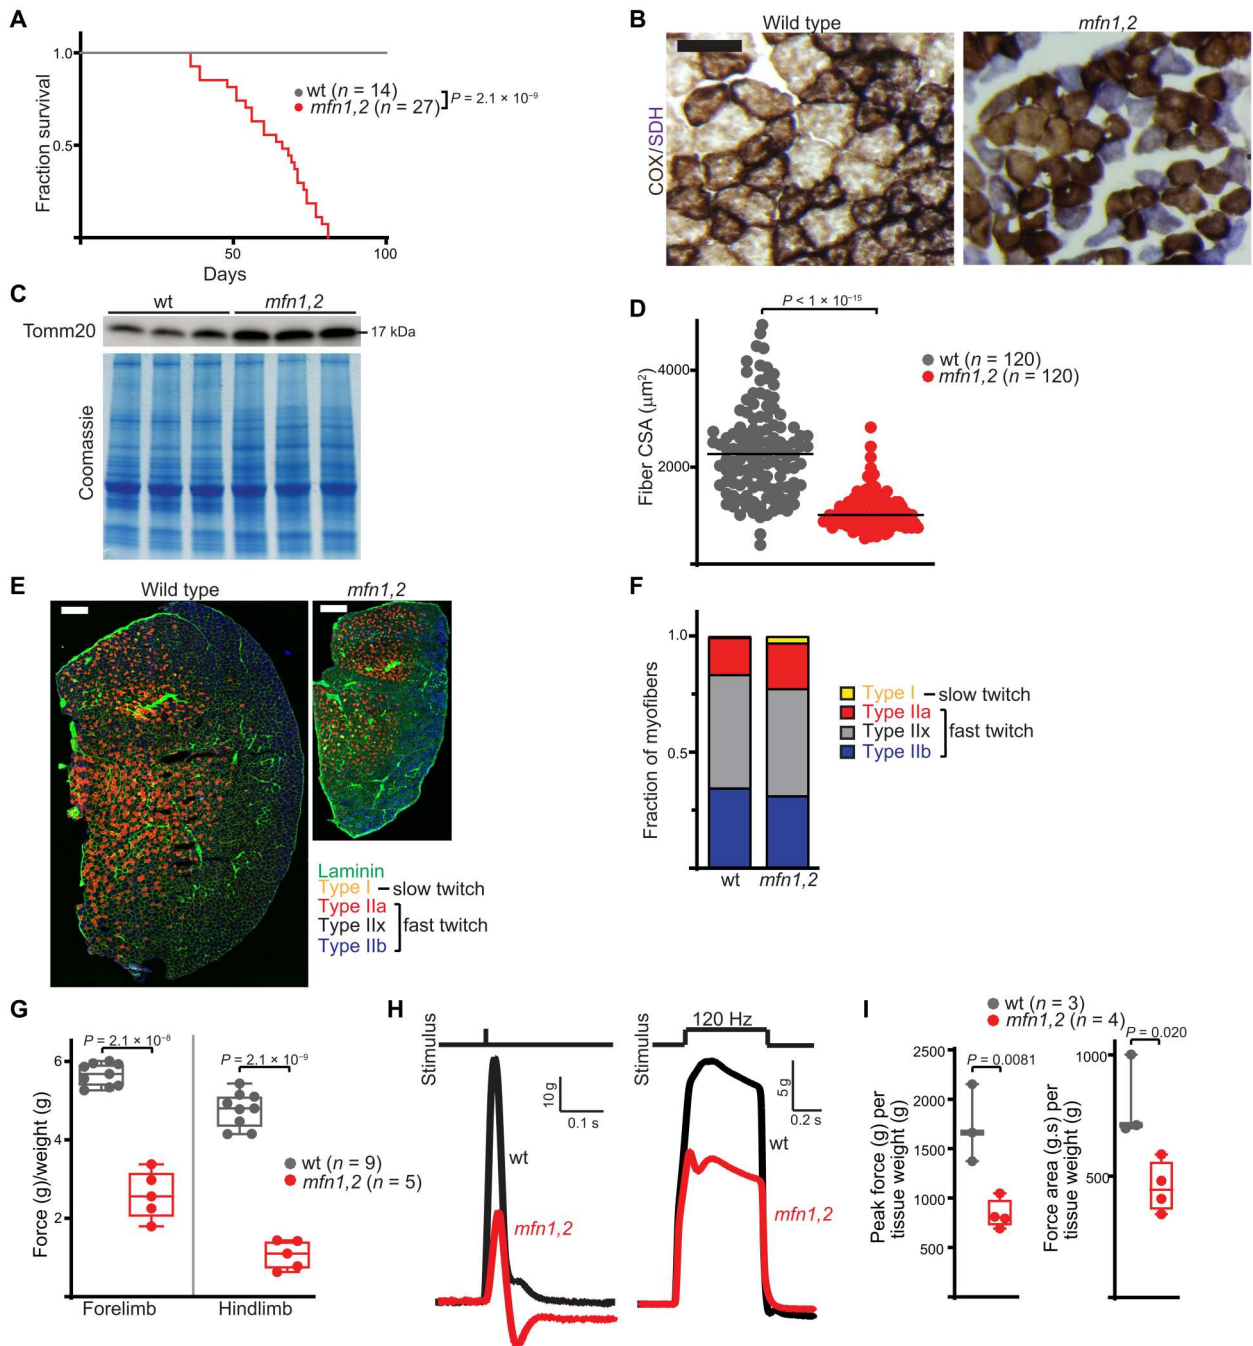 A
1.0
0.5
Fraction survival
wt (n = 14)
mfn1,2 (n = 27)
P = 2.1 × 10⁻⁹
50
100
Days
B
Wild type
mfn1,2
COX/SDH
C
wt
mfn1,2
Tomm20
17 kDa
Coomassie
D
P < 1 × 10⁻¹⁵
4000
2000
Fiber CSA (µm²)
wt (n = 120)
mfn1,2 (n = 120)
E
Wild type
mfn1,2
Laminin
Type I – slow twitch
Type IIa
Type IIx
Type IIb
fast twitch
F
1.0
0.5
Fraction of myofibers
wt
mfn1,2
Type I – slow twitch
Type IIa
Type IIx
Type IIb
fast twitch
G
P = 2.1 × 10⁻⁸
P = 2.1 × 10⁻⁹
6
4
2
Force (g)/weight (g)
wt (n = 9)
mfn1,2 (n = 5)
Forelimb
Hindlimb
H
Stimulus
10 g
0.1 s
wt
mfn1,2
Stimulus
120 Hz
5 g
0.2 s
wt
mfn1,2
I
wt (n = 3)
mfn1,2 (n = 4)
P = 0.0081
2500
2000
1500
1000
500
Peak force (g) per
tissue weight (g)
P = 0.020
1000
500
Force area (g.s) per
tissue weight (g)